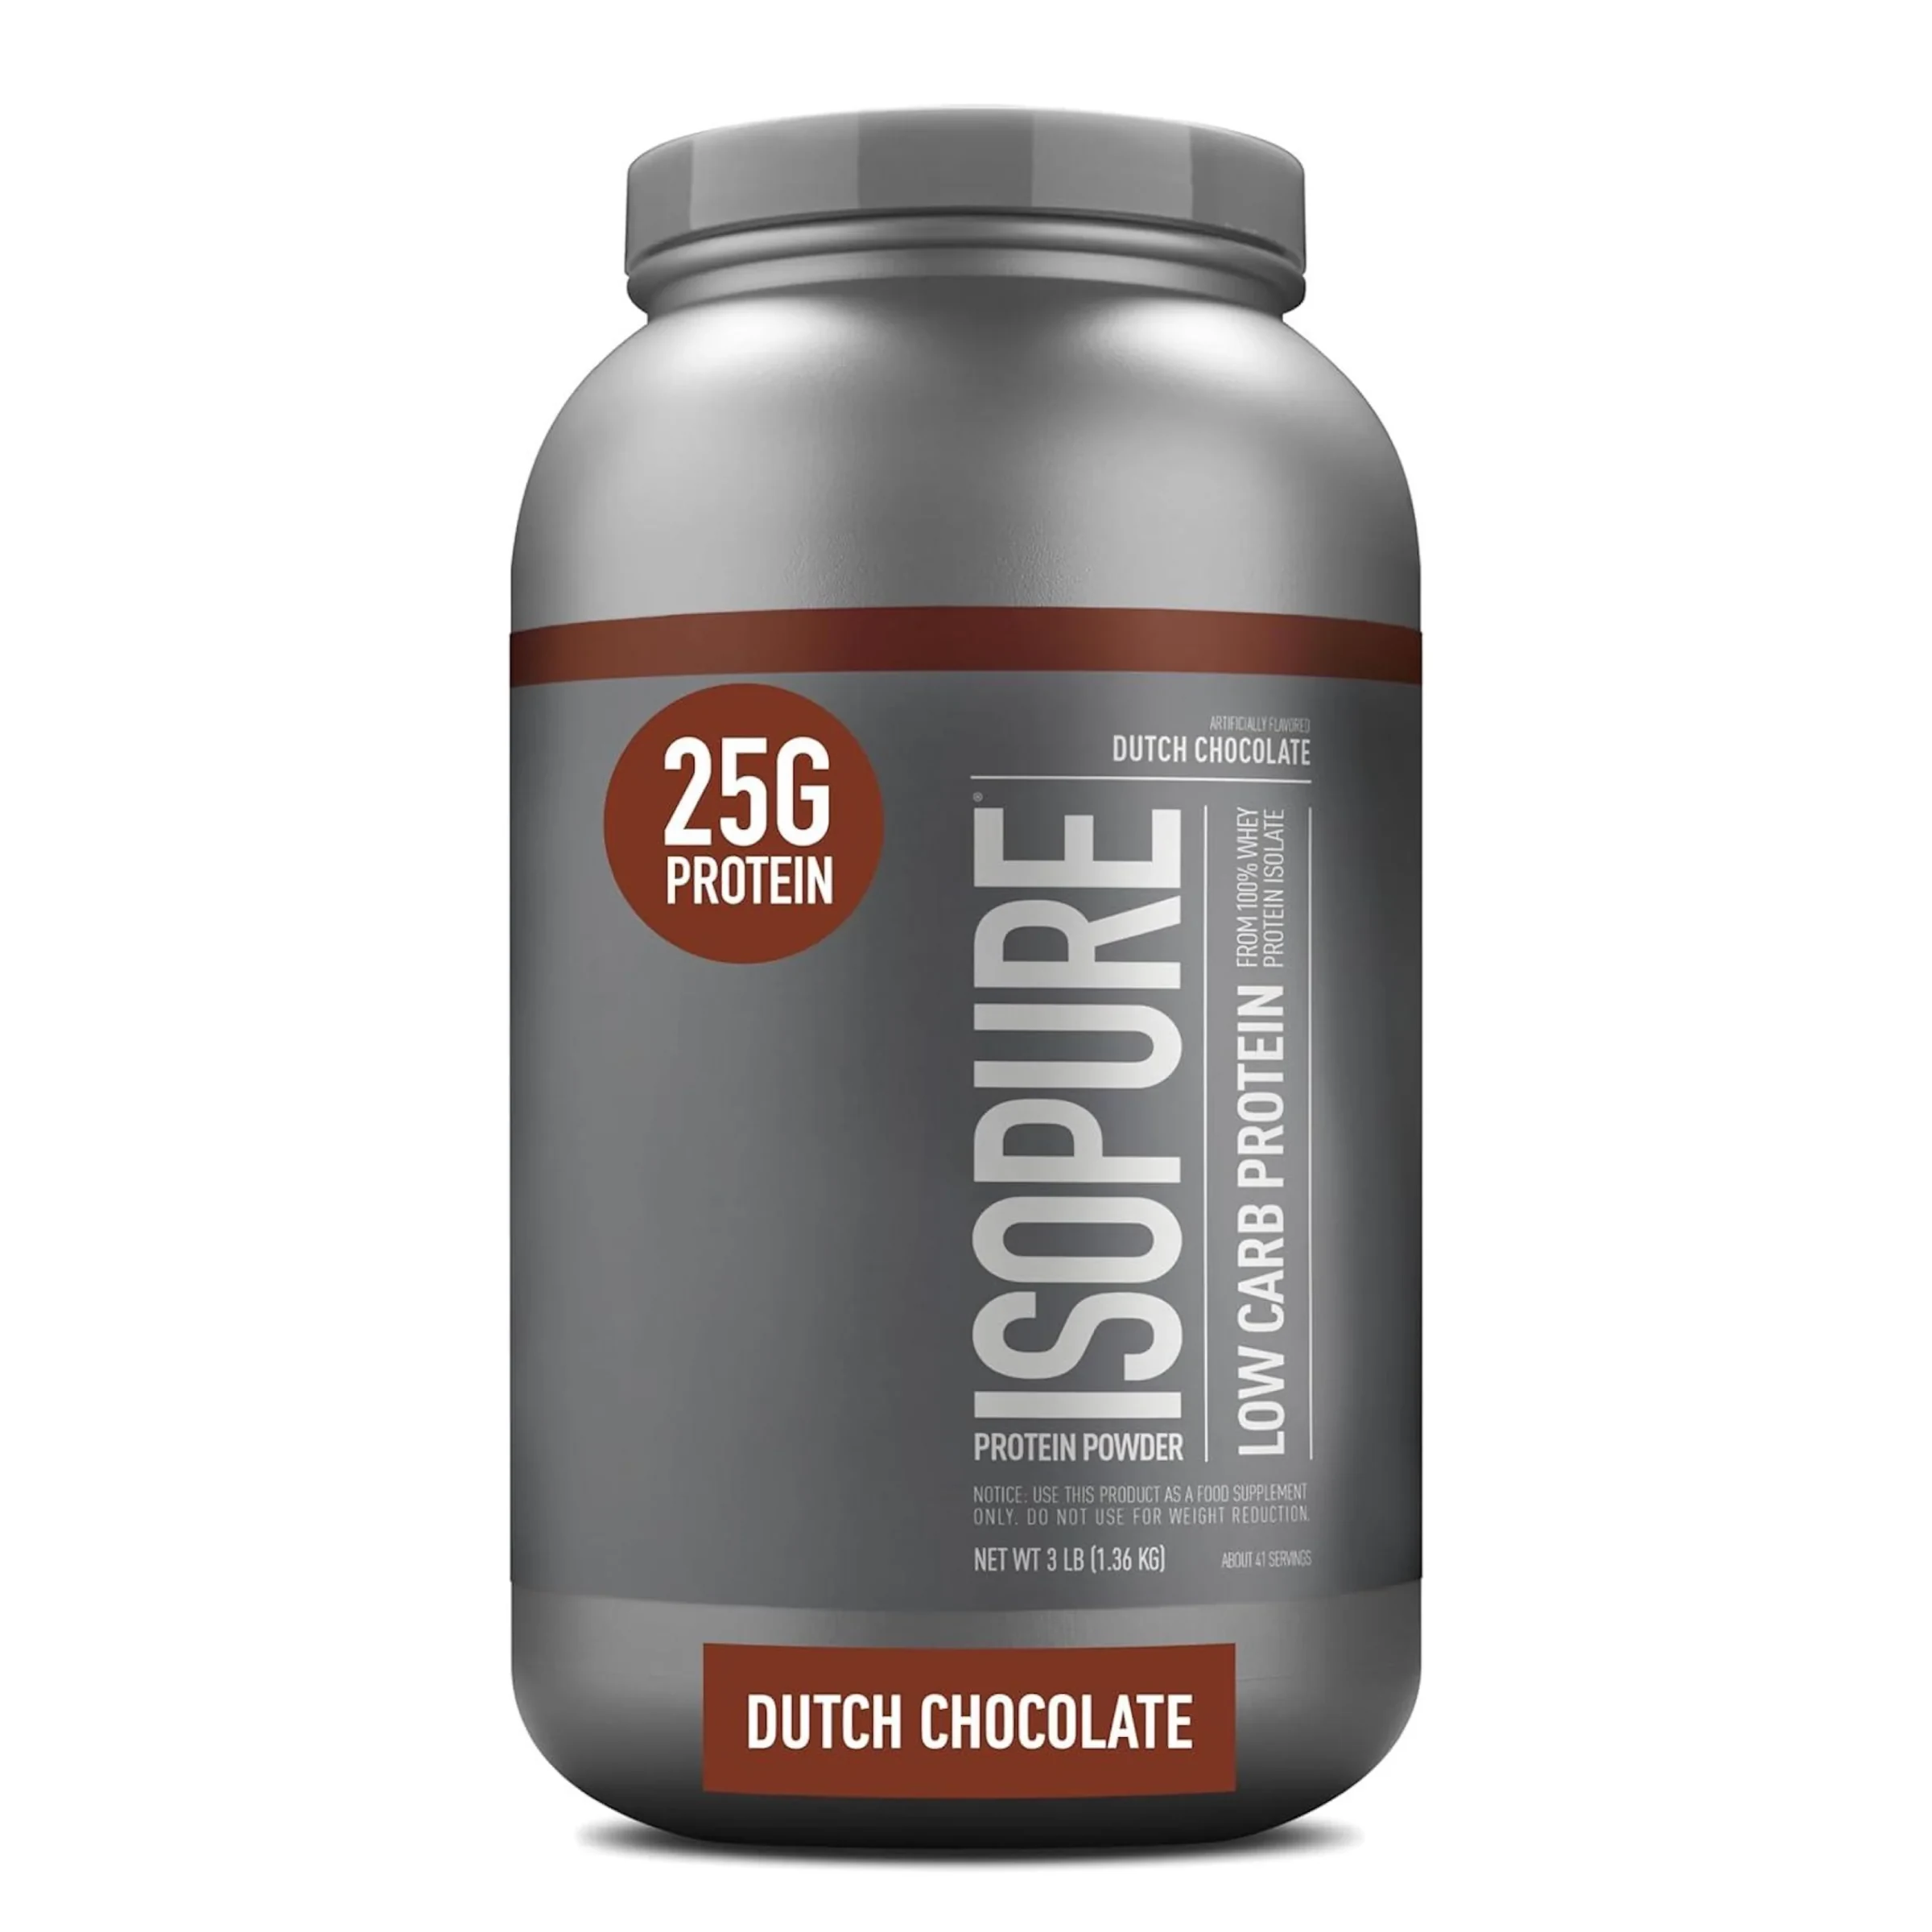 25G
PROTEIN
ARTIFICIALLY FLAVORED
DUTCH CHOCOLATE
ISOPURE®
PROTEIN POWDER
LOW CARB PROTEIN
FROM 100% WHEY
PROTEIN ISOLATE
NOTICE: USE THIS PRODUCT AS A FOOD SUPPLEMENT
ONLY. DO NOT USE FOR WEIGHT REDUCTION.
NET WT 3 LB (1.36 KG)
ABOUT 41 SERVINGS
DUTCH CHOCOLATE